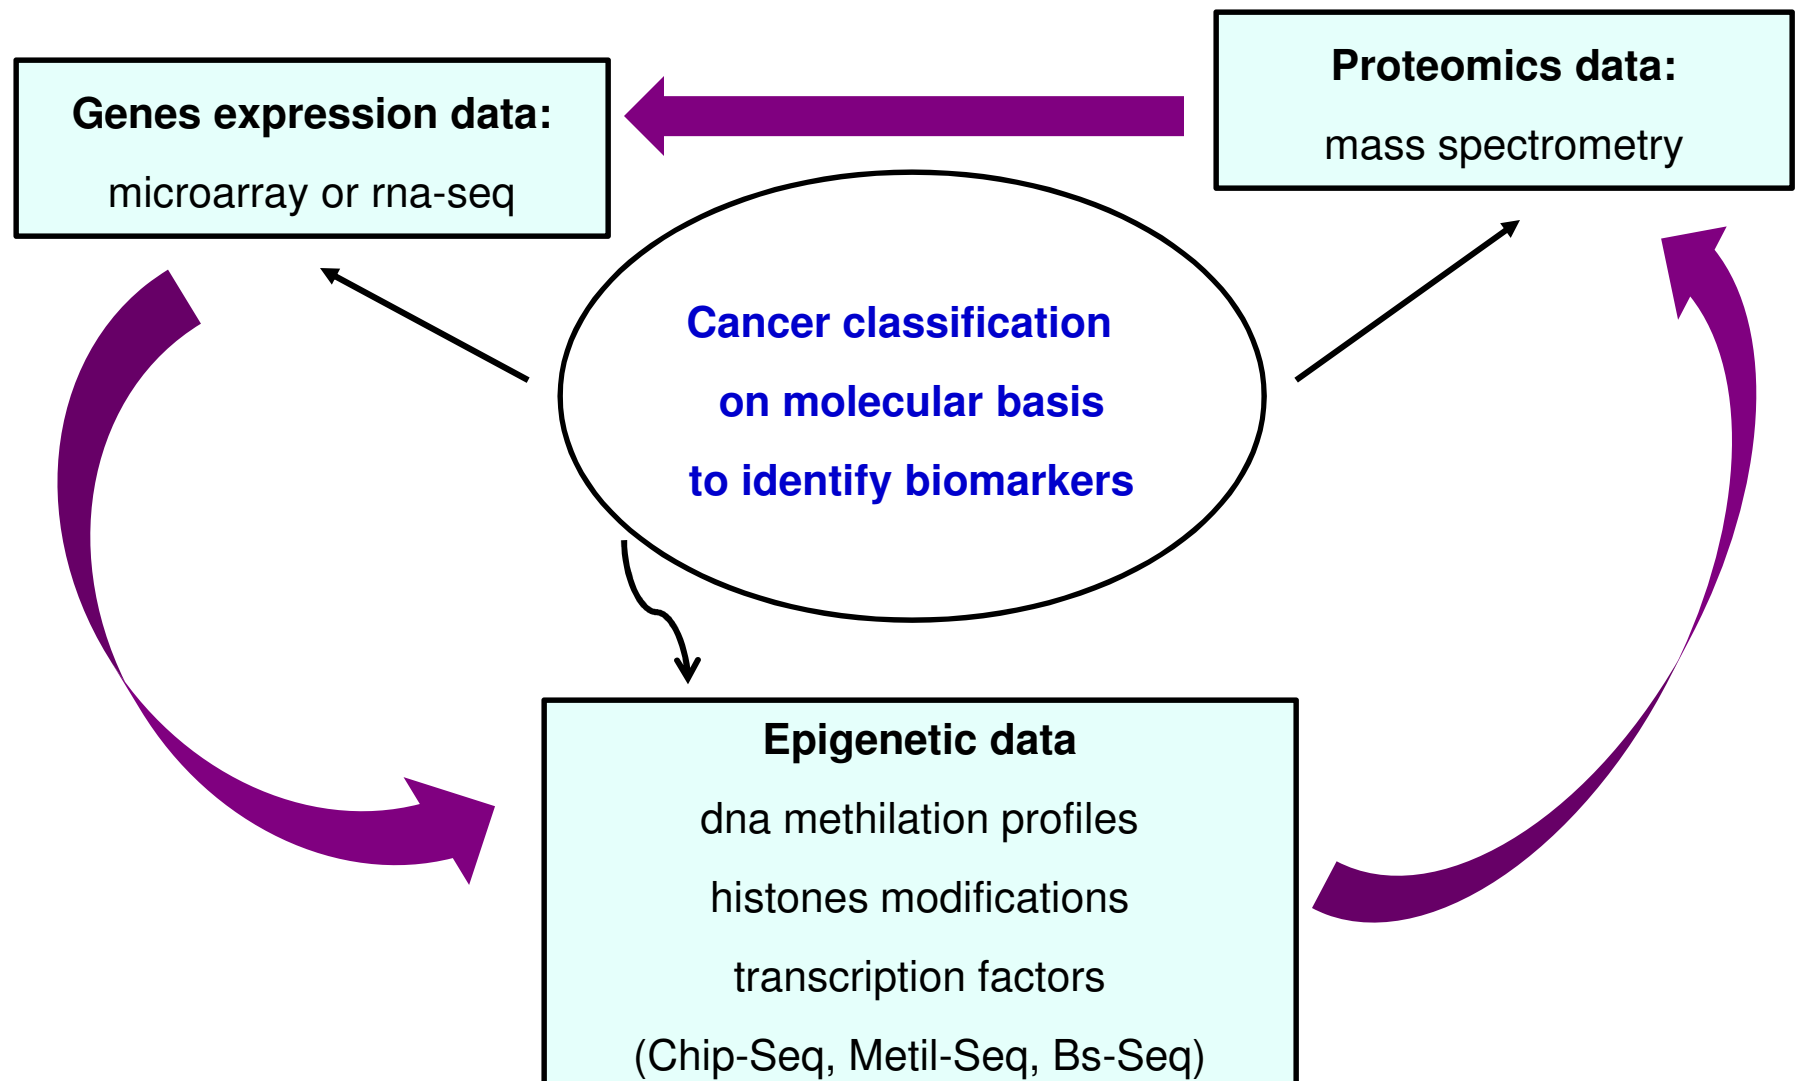 Genes expression data:
microarray or rna-seq
Proteomics data:
mass spectrometry
Cancer classification
on molecular basis
to identify biomarkers
Epigenetic data
dna methilation profiles
histones modifications
transcription factors
(Chip-Seq, Metil-Seq, Bs-Seq)